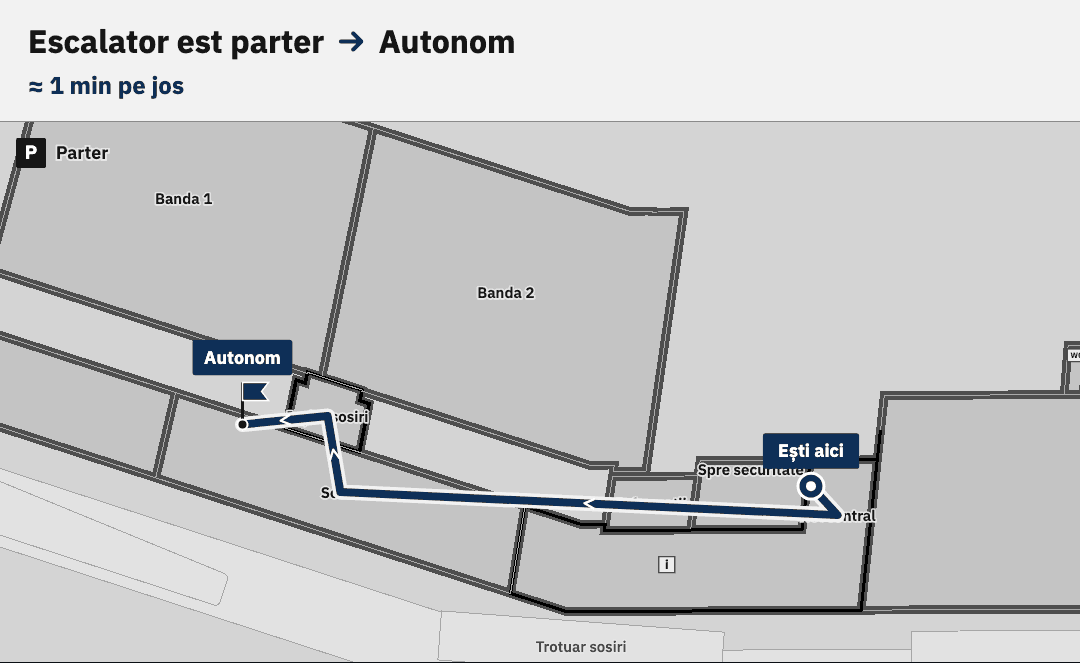 Escalator est parter → Autonom
≈ 1 min pe jos
P Parter
Banda 1
Banda 2
Autonom
sosiri
Ești aici
Spre securitate
i
Trotuar sosiri